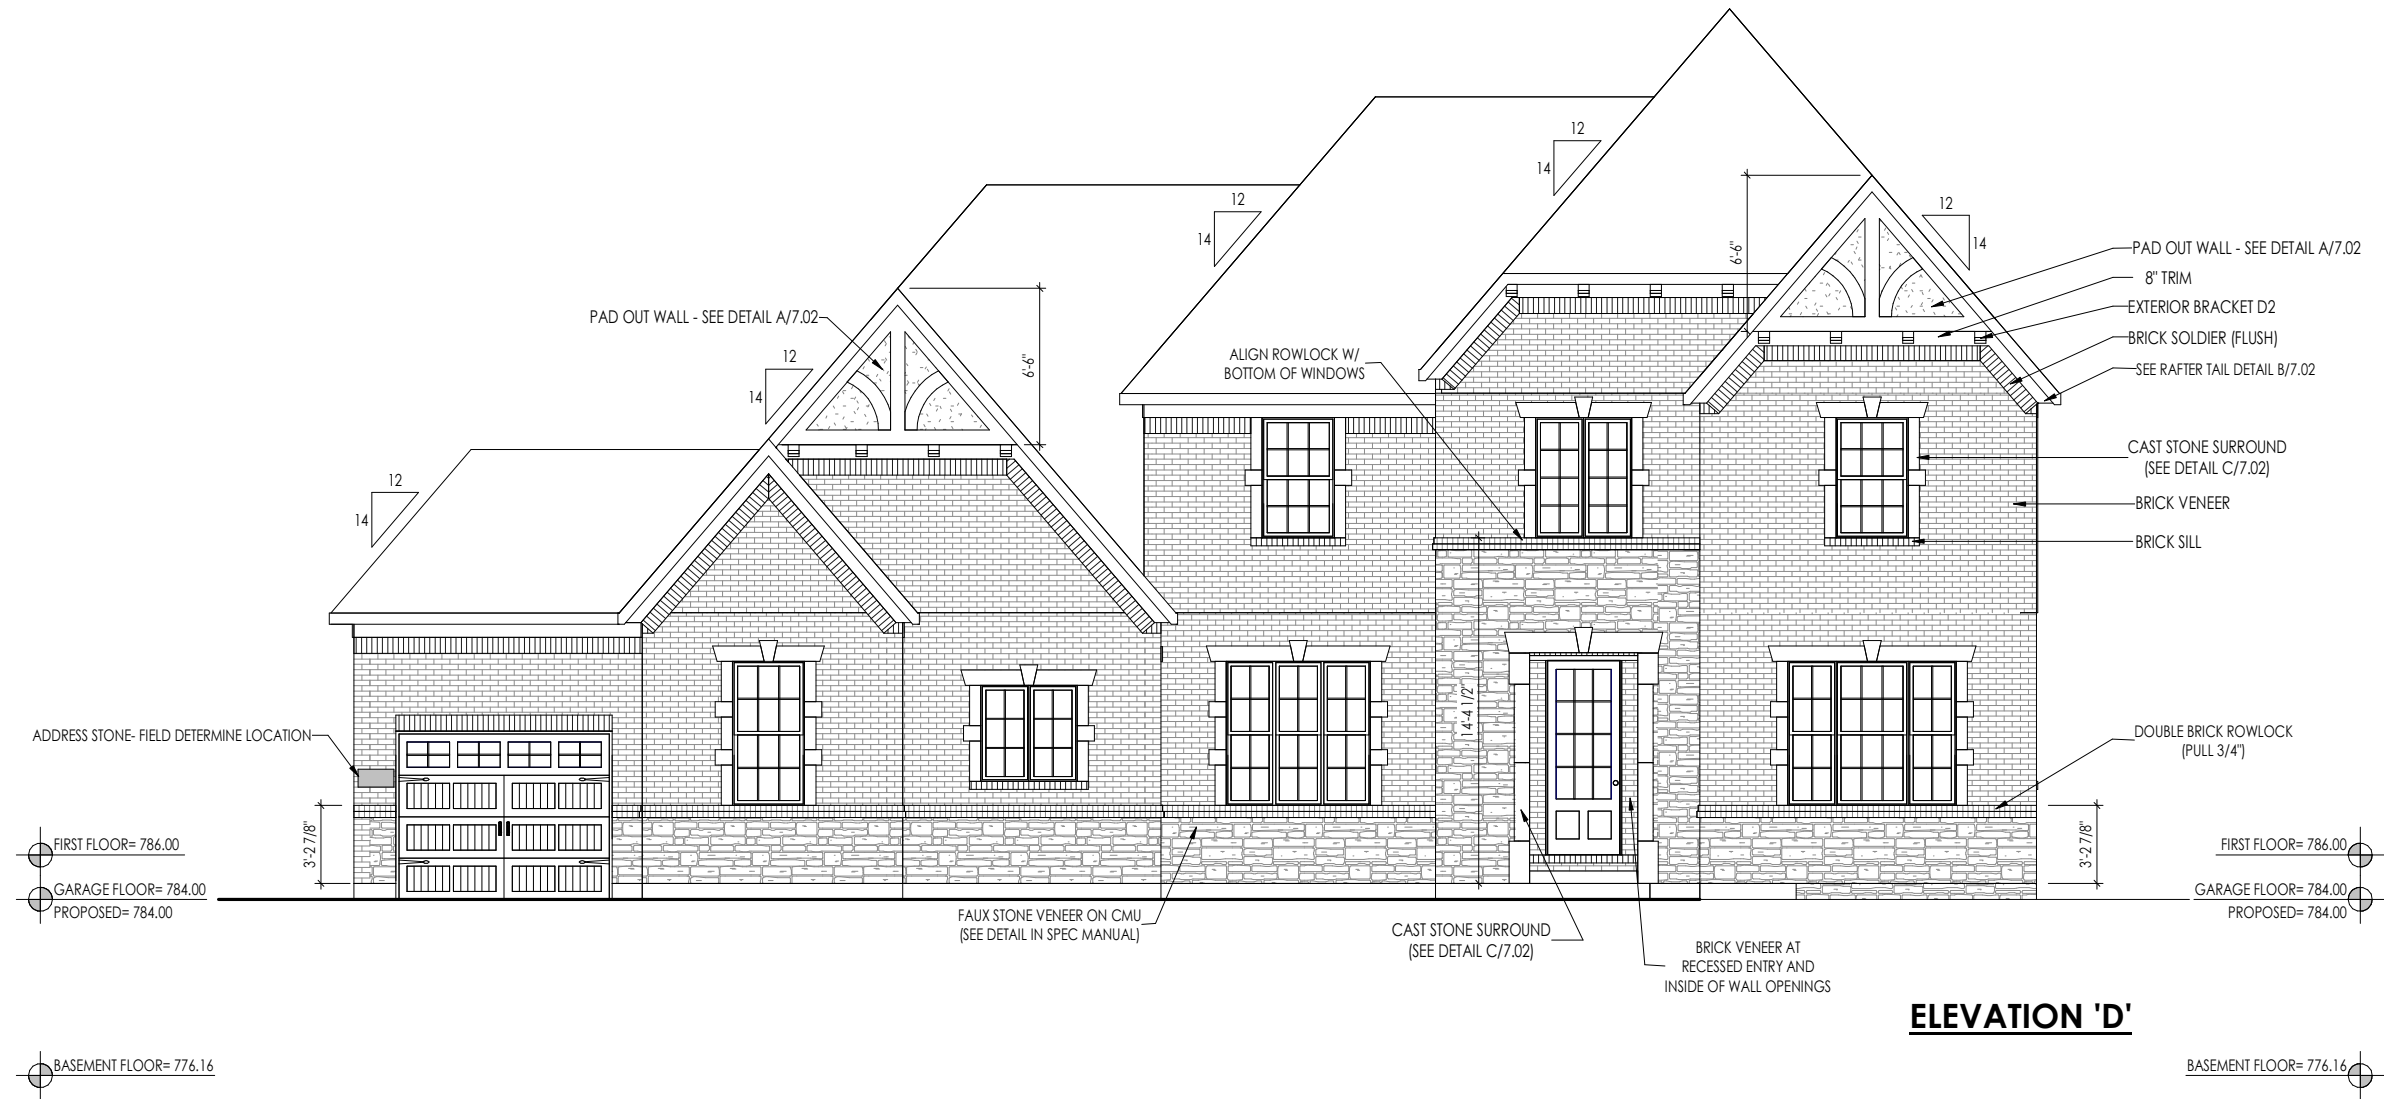 12
14
12
14
12
14
6'-6"
12
14
PAD OUT WALL - SEE DETAIL A/7.02
8" TRIM
EXTERIOR BRACKET D2
BRICK SOLDIER (FLUSH)
SEE RAFTER TAIL DETAIL B/7.02
PAD OUT WALL - SEE DETAIL A/7.02
6'-6"
ALIGN ROWLOCK W/
BOTTOM OF WINDOWS
12
14
12
14
CAST STONE SURROUND
(SEE DETAIL C/7.02)
BRICK VENEER
BRICK SILL
14'-4 1/2"
ADDRESS STONE- FIELD DETERMINE LOCATION
DOUBLE BRICK ROWLOCK
(PULL 3/4")
3'-2 7/8"
3'-2 7/8"
FIRST FLOOR= 786.00
GARAGE FLOOR= 784.00
PROPOSED= 784.00
FIRST FLOOR= 786.00
GARAGE FLOOR= 784.00
PROPOSED= 784.00
FAUX STONE VENEER ON CMU
(SEE DETAIL IN SPEC MANUAL)
CAST STONE SURROUND
(SEE DETAIL C/7.02)
BRICK VENEER AT
RECESSED ENTRY AND
INSIDE OF WALL OPENINGS
ELEVATION 'D'
BASEMENT FLOOR= 776.16
BASEMENT FLOOR= 776.16